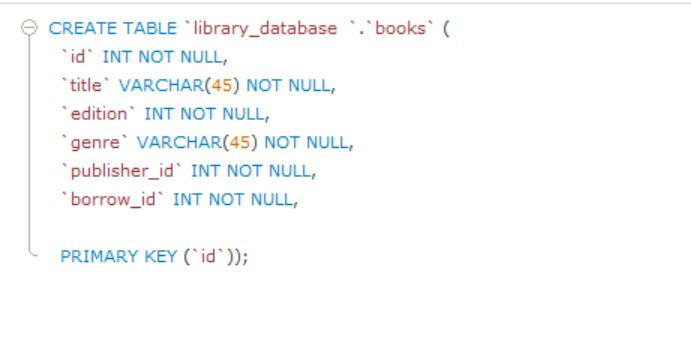 CREATE TABLE `library_database `.`books` (
`id` INT NOT NULL,
`title` VARCHAR(45) NOT NULL,
`edition` INT NOT NULL,
`genre` VARCHAR(45) NOT NULL,
`publisher_id` INT NOT NULL,
`borrow_id` INT NOT NULL,
PRIMARY KEY (`id`));